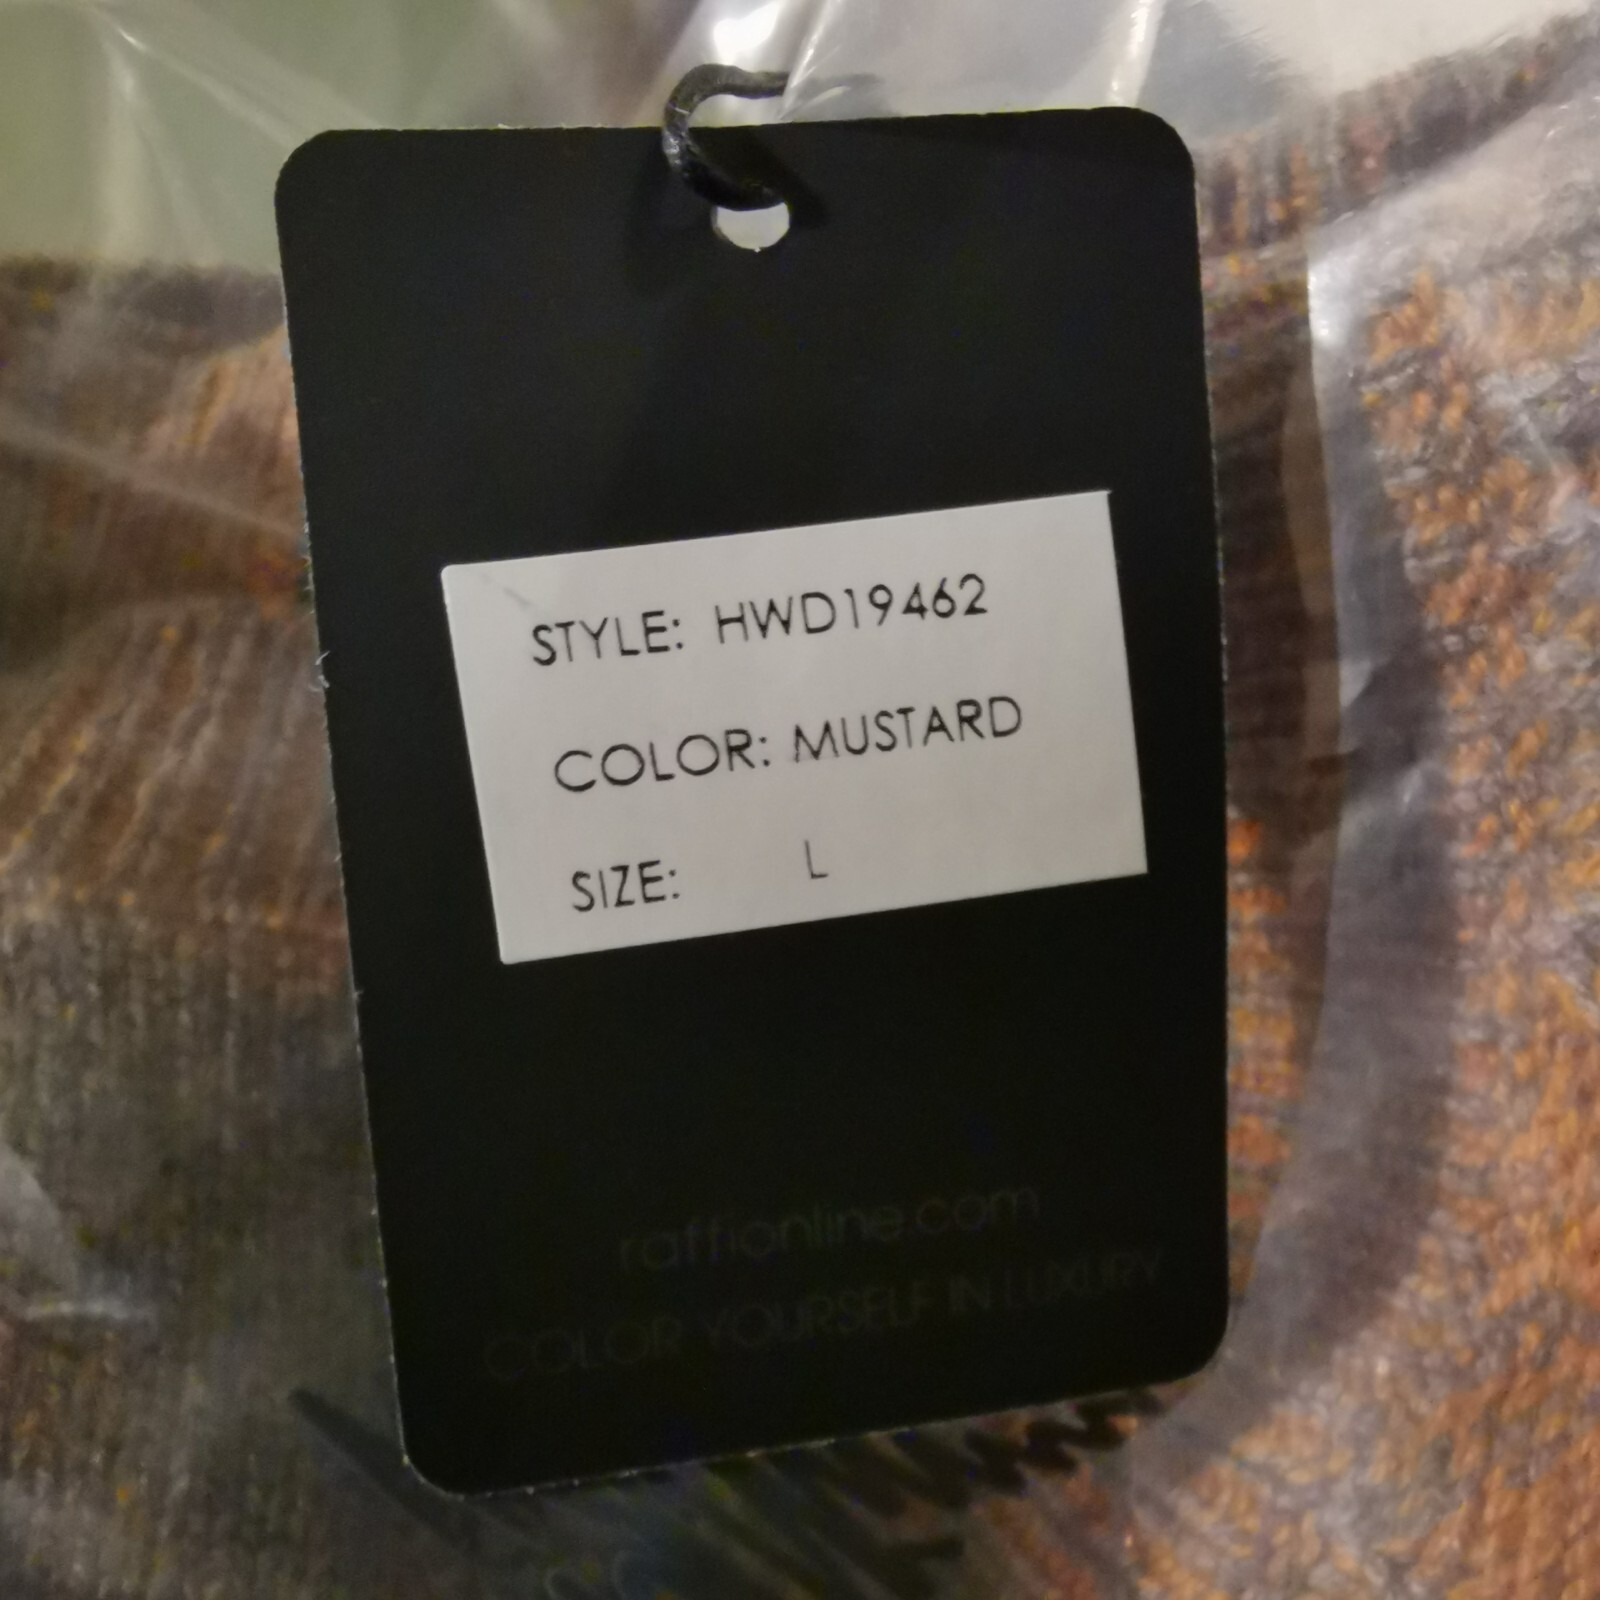 STYLE: HWD19462
COLOR: MUSTARD
SIZE: L
raffionline.com
COLOR YOURSELF IN LUXURY